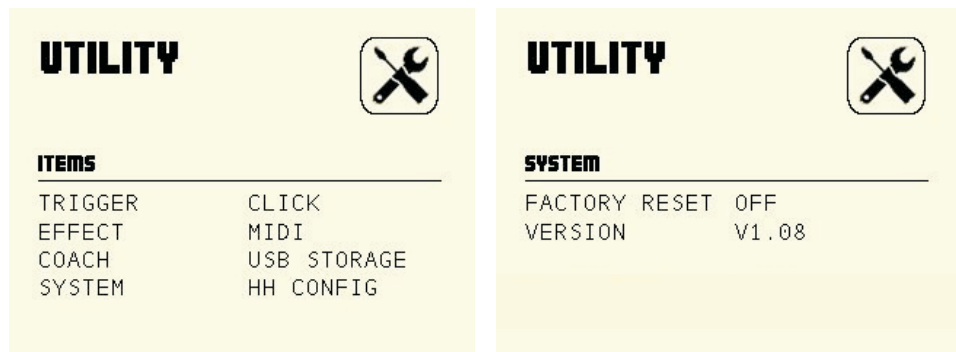 UTILITY
ITEMS
TRIGGER CLICK
EFFECT MIDI
COACH USB STORAGE
SYSTEM HH CONFIG
UTILITY
SYSTEM
FACTORY RESET OFF
VERSION V1.08